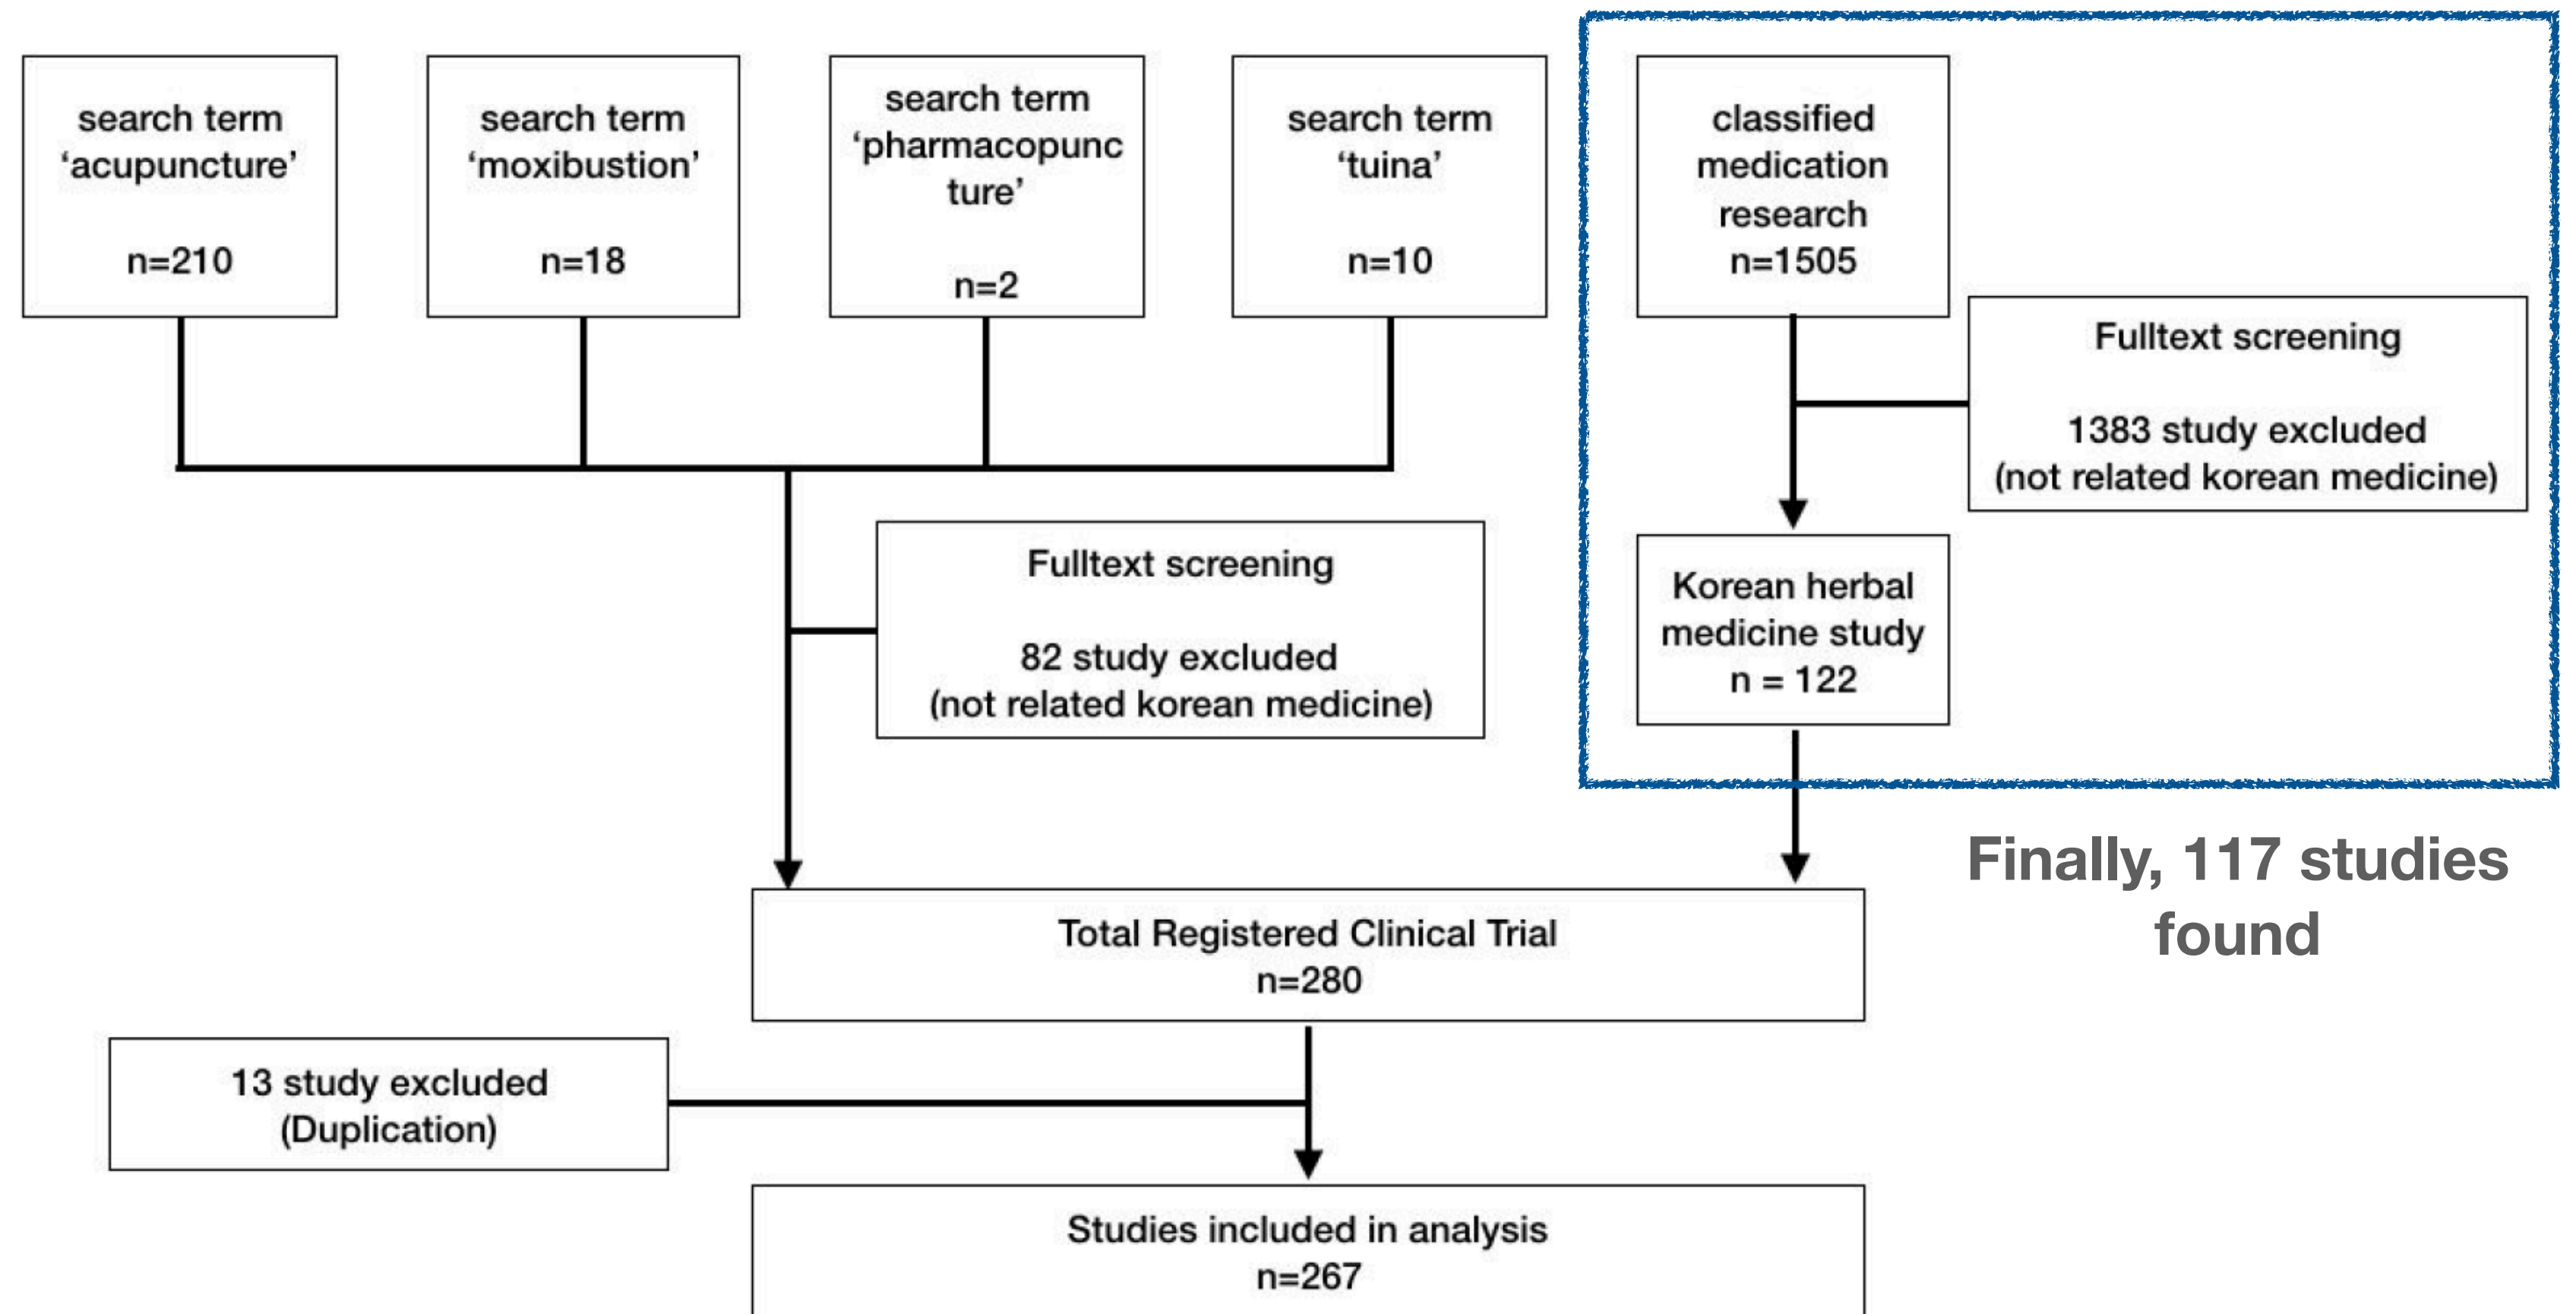 search term
‘acupuncture’
n=210
search term
‘moxibustion’
n=18
search term
‘pharmacopunc
ture’
n=2
search term
‘tuina’
n=10
classified
medication
research
n=1505
Fulltext screening
1383 study excluded
(not related korean medicine)
Fulltext screening
82 study excluded
(not related korean medicine)
Korean herbal
medicine study
n = 122
Finally, 117 studies
found
Total Registered Clinical Trial
n=280
13 study excluded
(Duplication)
Studies included in analysis
n=267